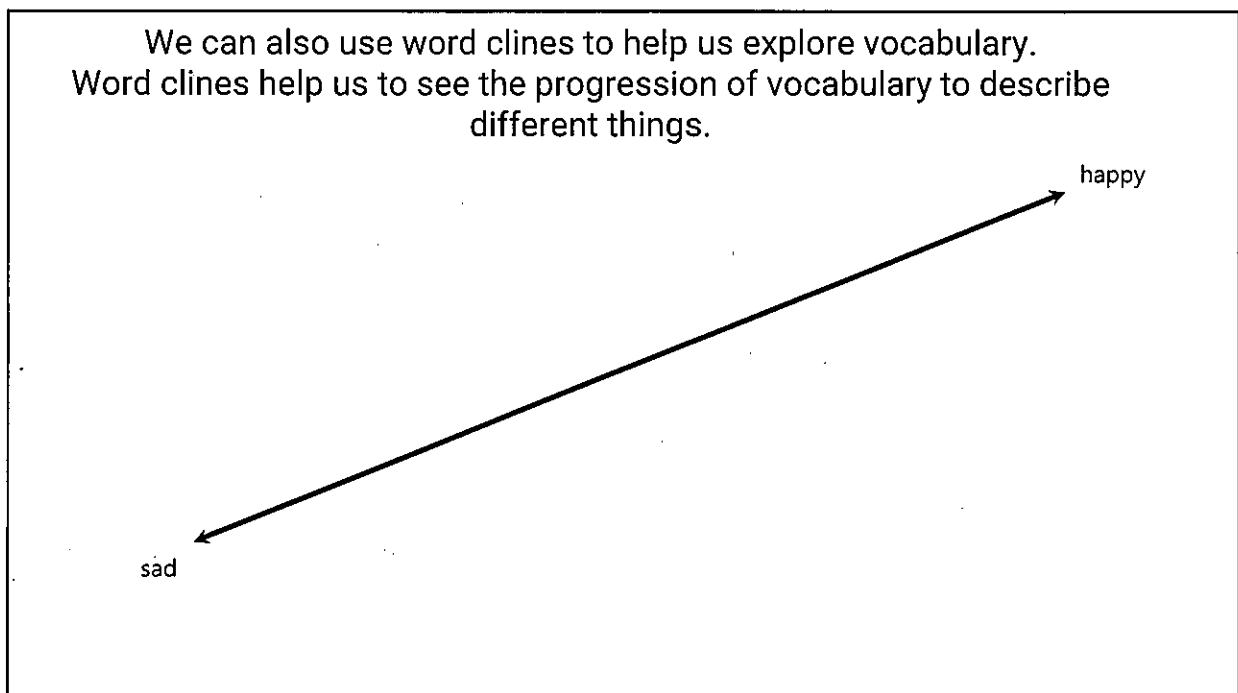 We can also use word clines to help us explore vocabulary.
Word clines help us to see the progression of vocabulary to describe
different things.
happy
sad